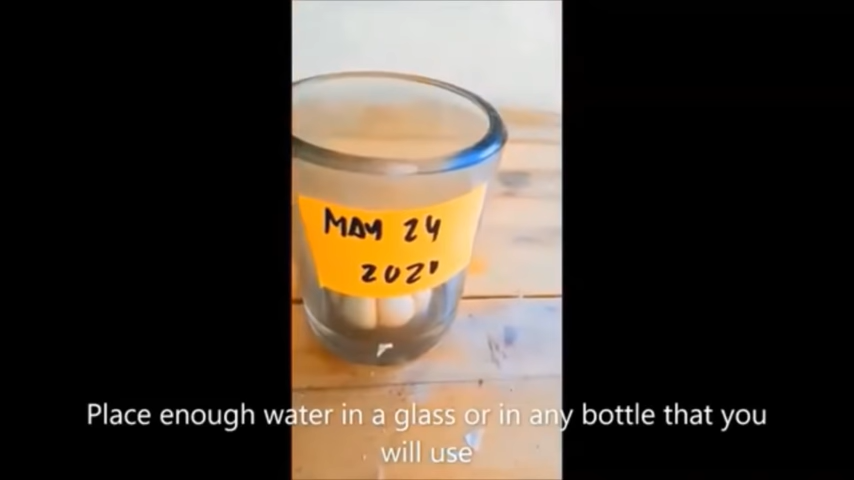 MAY 24
2021
Place enough water in a glass or in any bottle that you
will use